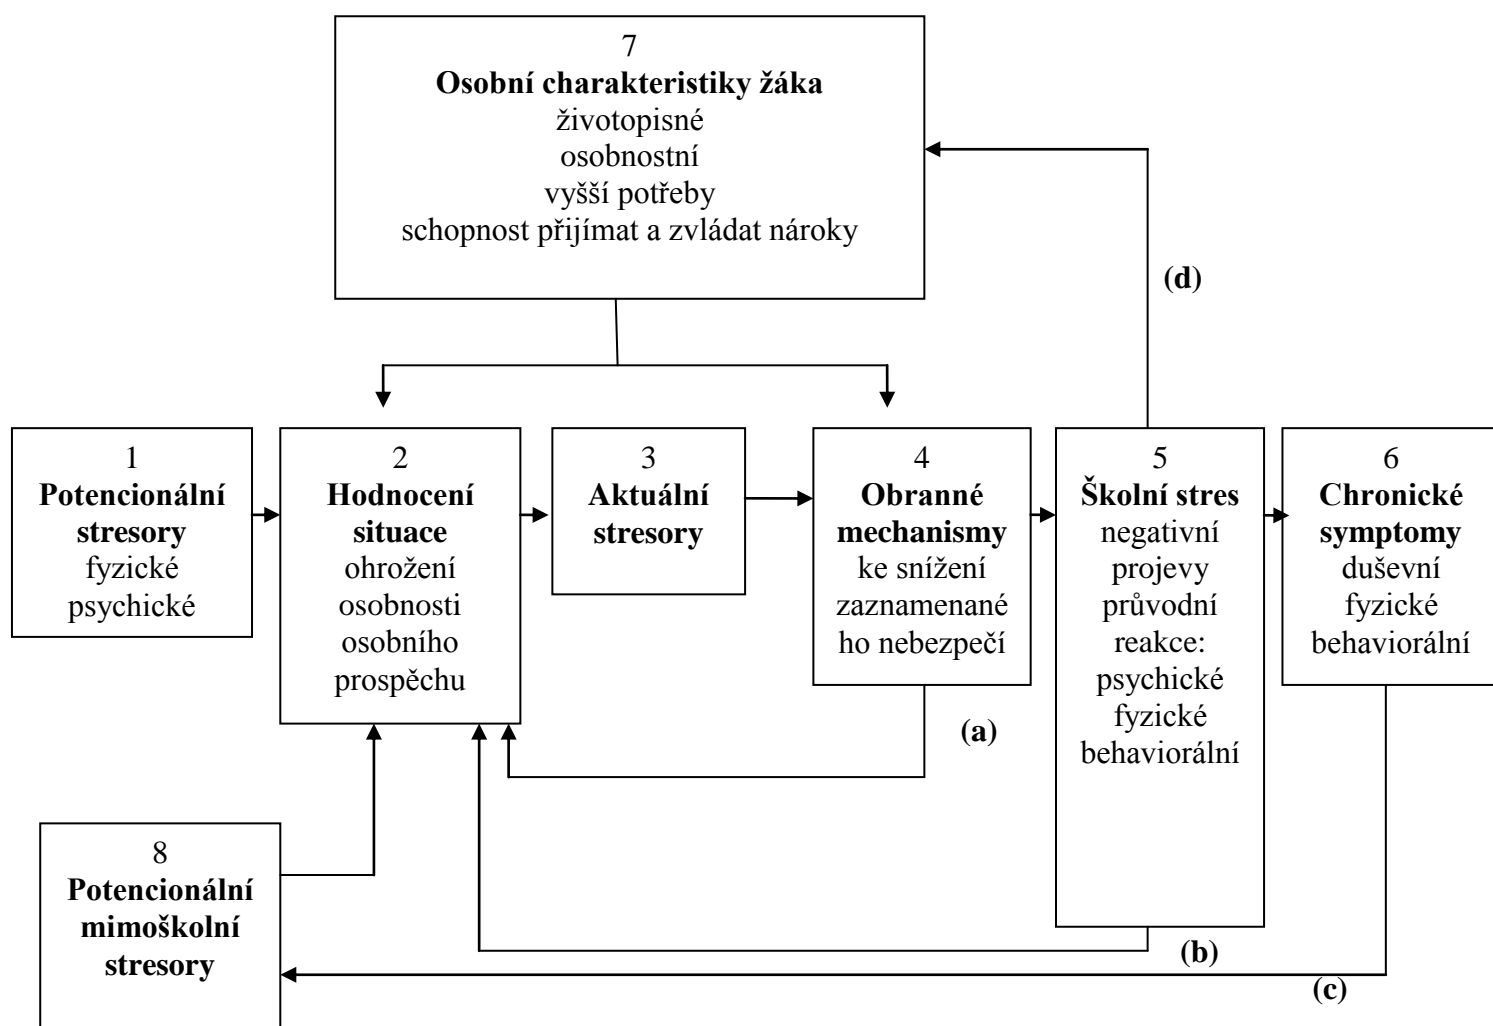 7
Osobní charakteristiky žáka
životopisné
osobnostní
vyšší potřeby
schopnost přijímat a zvládat nároky
(d)
1
Potencionální
stresory
fyzické
psychické
2
Hodnocení
situace
ohrožení
osobnosti
osobního
prospěchu
3
Aktuální
stresory
4
Obranné
mechanismy
ke snížení
zaznamenané
ho nebezpečí
5
Školní stres
negativní
projevy
průvodní
reakce:
psychické
fyzické
behaviorální
6
Chronické
symptomy
duševní
fyzické
behaviorální
(a)
8
Potencionální
mimoškolní
stresory
(b)
(c)